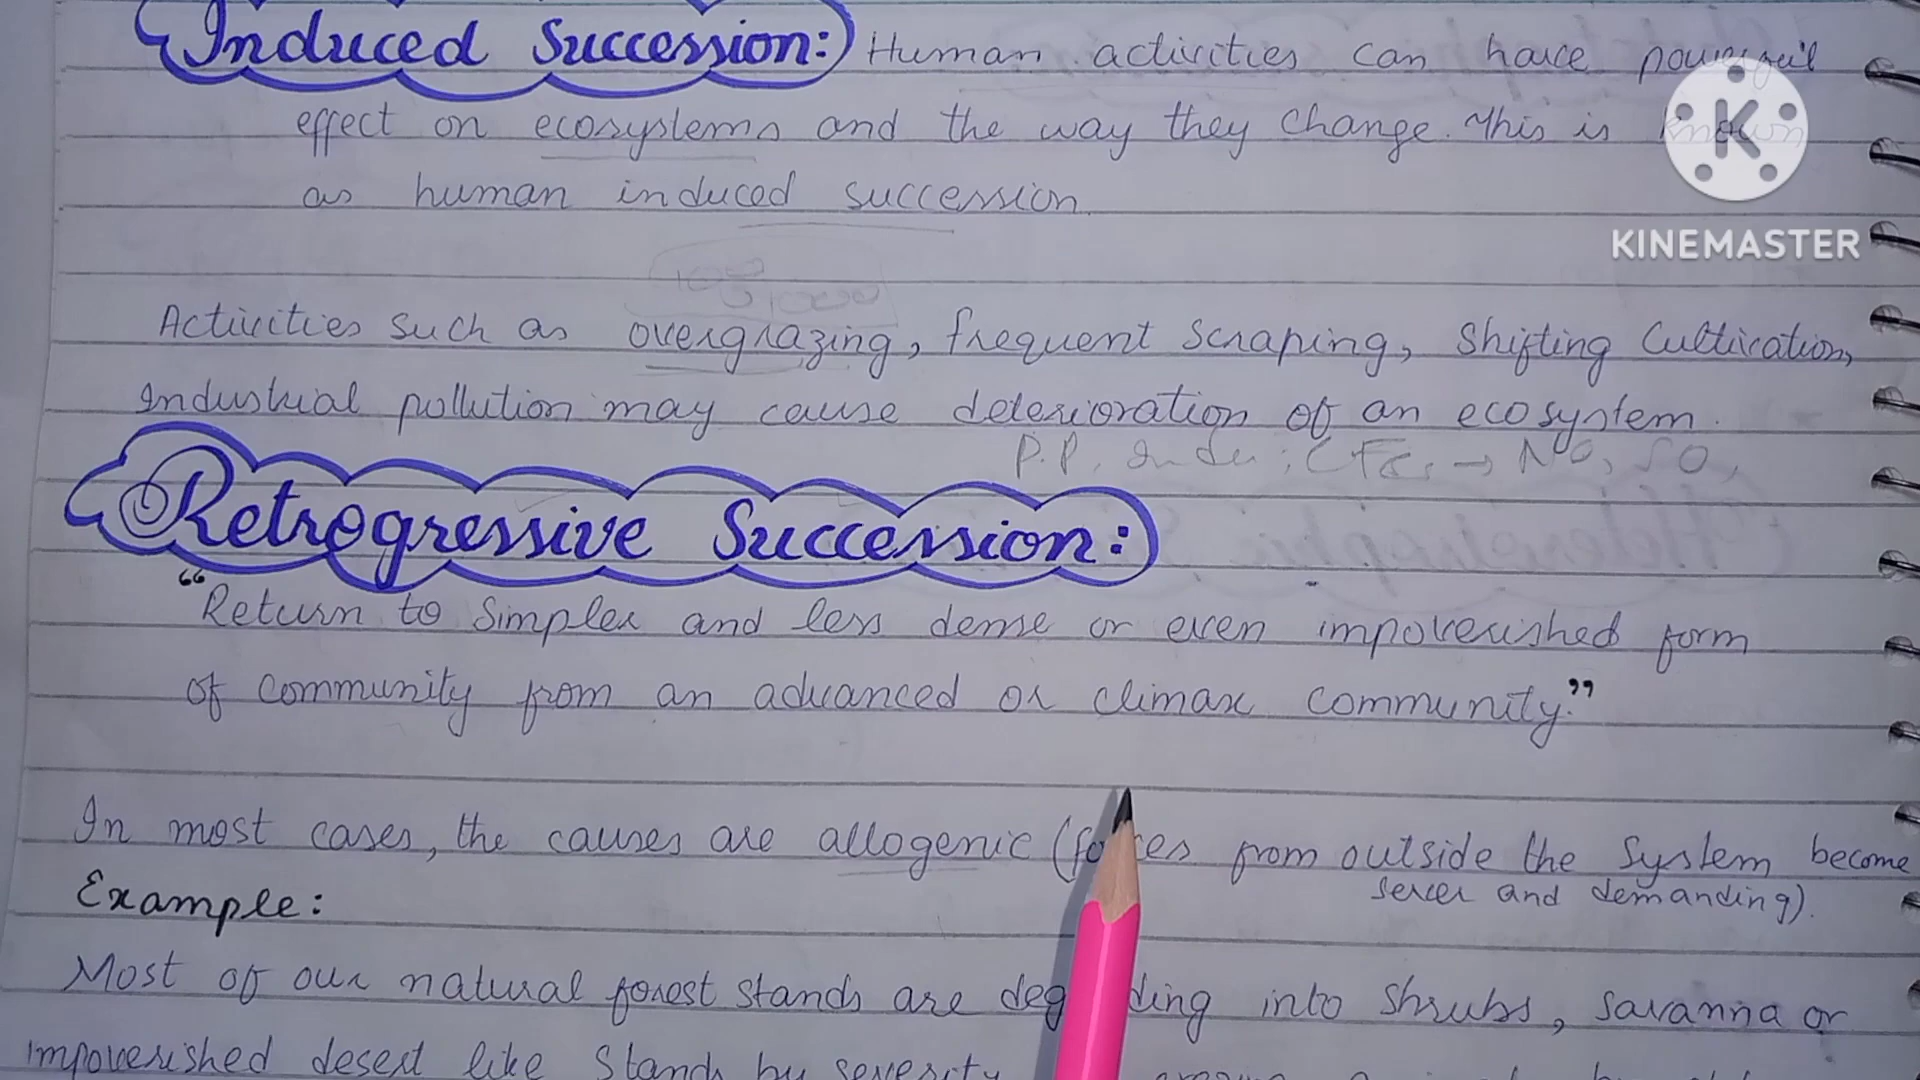 Induced Succession: Human activities can have powerful
effect on ecosystems and the way they change. This is known
as human induced succession.
KINEMASTER
Activities such as overgrazing, frequent scraping, shifting cultivation,
Industrial pollution may cause deterioration of an ecosystem.
P.P, Indu; CFCs → NO, SO,
Retrogressive Succession:
"Return to simpler and less dense or even impoverished form
of community from an advanced or climax community."
In most cases, the causes are allogenic (forces from outside the system become
sever and demanding).
Example:
Most of our natural forest stands are degrading into shrubs, savanna or
impoverished desert like stands by severity